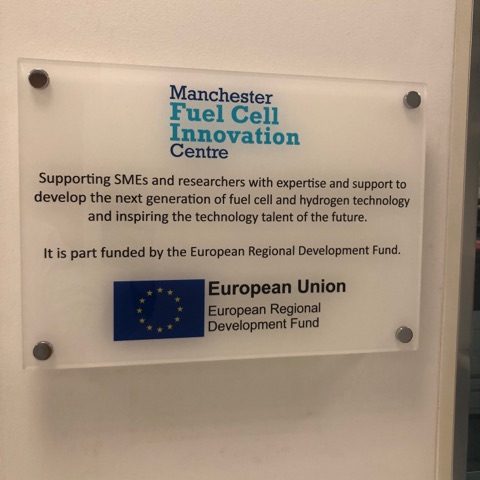 Manchester
Fuel Cell
Innovation
Centre
Supporting SMEs and researchers with expertise and support to
develop the next generation of fuel cell and hydrogen technology
and inspiring the technology talent of the future.
It is part funded by the European Regional Development Fund.
European Union
European Regional
Development Fund